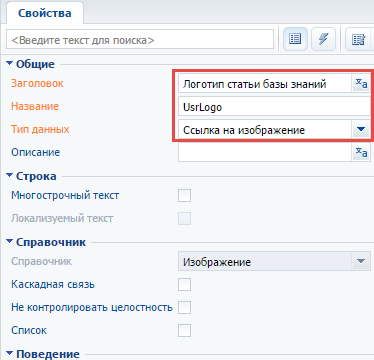 Свойства
<Введите текст для поиска>
Общие
Заголовок Логотип статьи базы знаний
Название UsrLogo
Тип данных Ссылка на изображение
Описание
Строка
Многострочный текст
Локализуемый текст
Справочник
Справочник Изображение
Каскадная связь
Не контролировать целостность
Список
Поведение